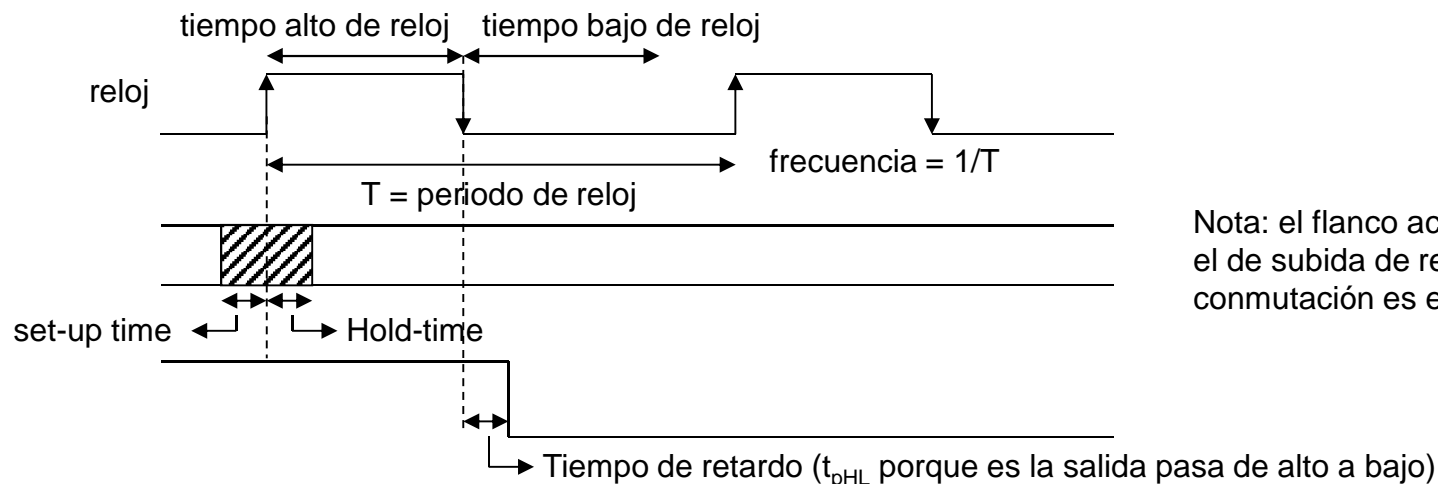 tiempo alto de reloj
tiempo bajo de reloj
reloj
frecuencia = 1/T
T = periodo de reloj
Nota: el flanco
el de subida de
conmutación es
set-up time
Hold-time
Tiempo de retardo (tpHL porque es la salida pasa de alto a bajo)